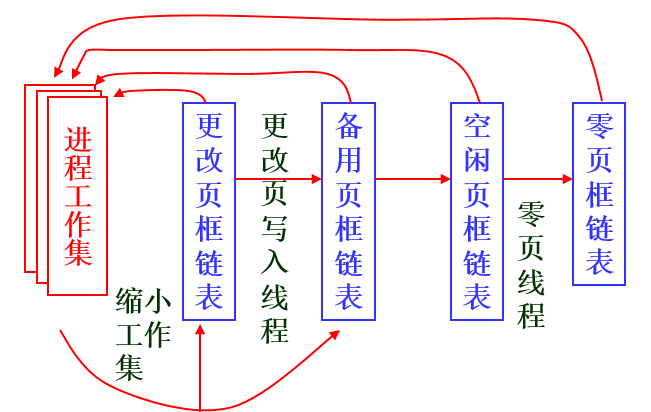 进程工作集
更改页框链表
更改页写入线程
备用页框链表
空闲页框链表
零页线程
零页框链表
缩小
工作
集